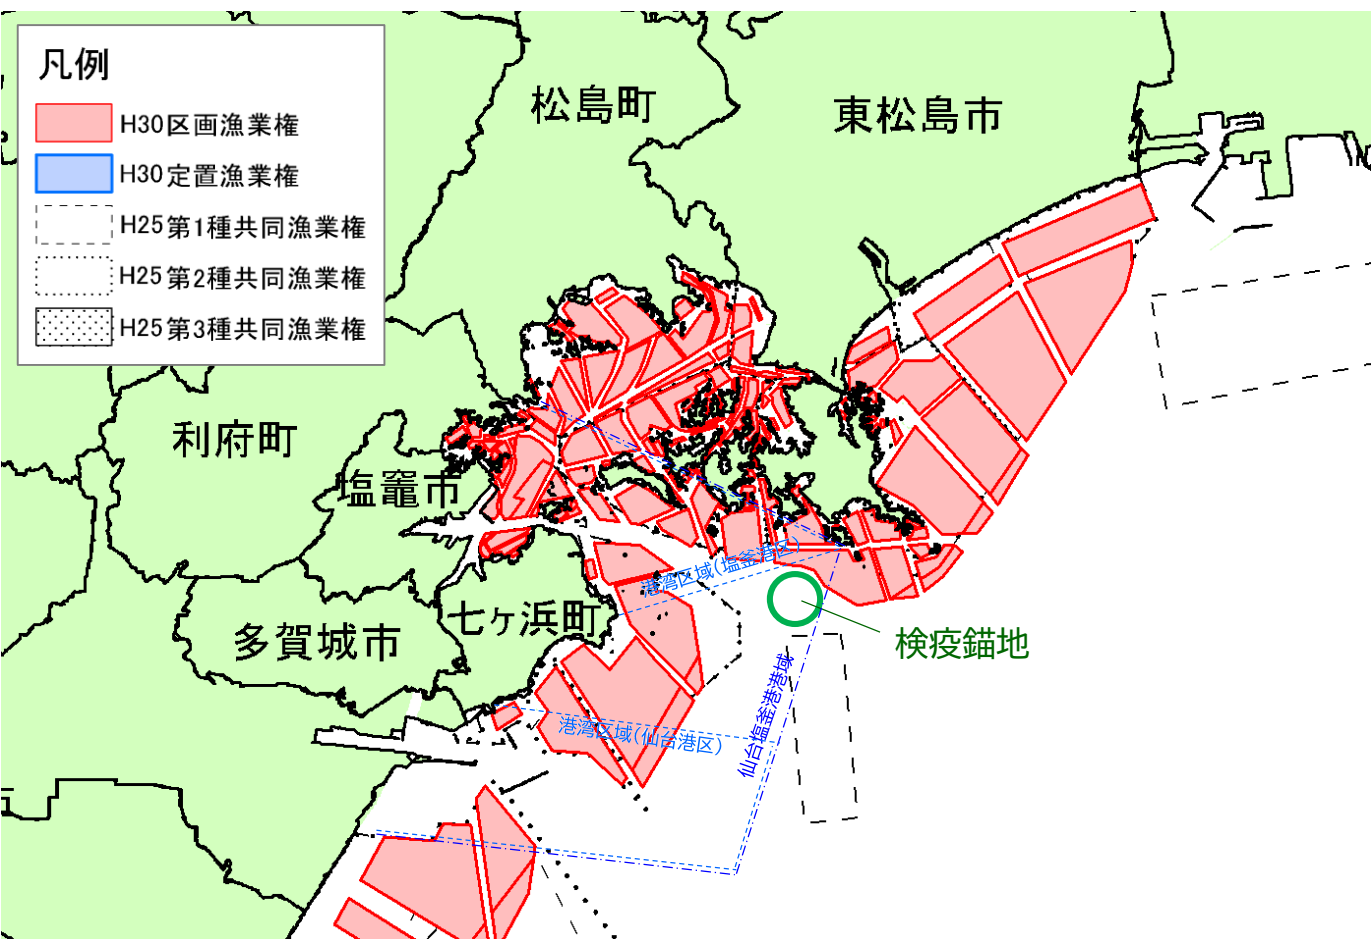 凡例
H30区画漁業権
H30定置漁業権
H25第1種共同漁業権
H25第2種共同漁業権
H25第3種共同漁業権
松島町
東松島市
利府町
塩竈市
港湾区域(塩釜港区)
七ヶ浜町
多賀城市
検疫錨地
仙台塩釜港港域
港湾区域(仙台港区)